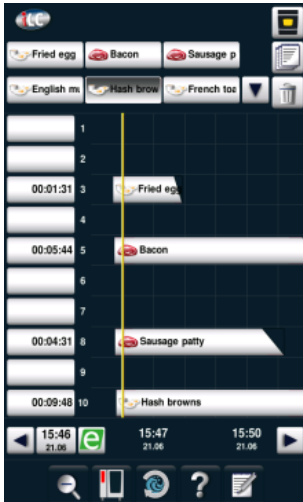 iLC
Fried egg Bacon Sausage p
English mu Hash brow French toa
1
2
00:01:31 3 Fried egg
4
00:05:44 5 Bacon
6
7
00:04:31 8 Sausage patty
9
00:09:48 10 Hash browns
15:46 15:47 15:50
21.06 21.06 21.06
?